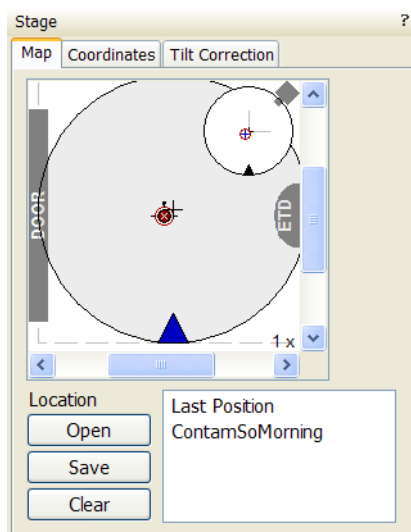 Stage ?
Map Coordinates Tilt Correction
DOOR
ETD
1 x
Location
Last Position
Open
ContamSoMorning
Save
Clear